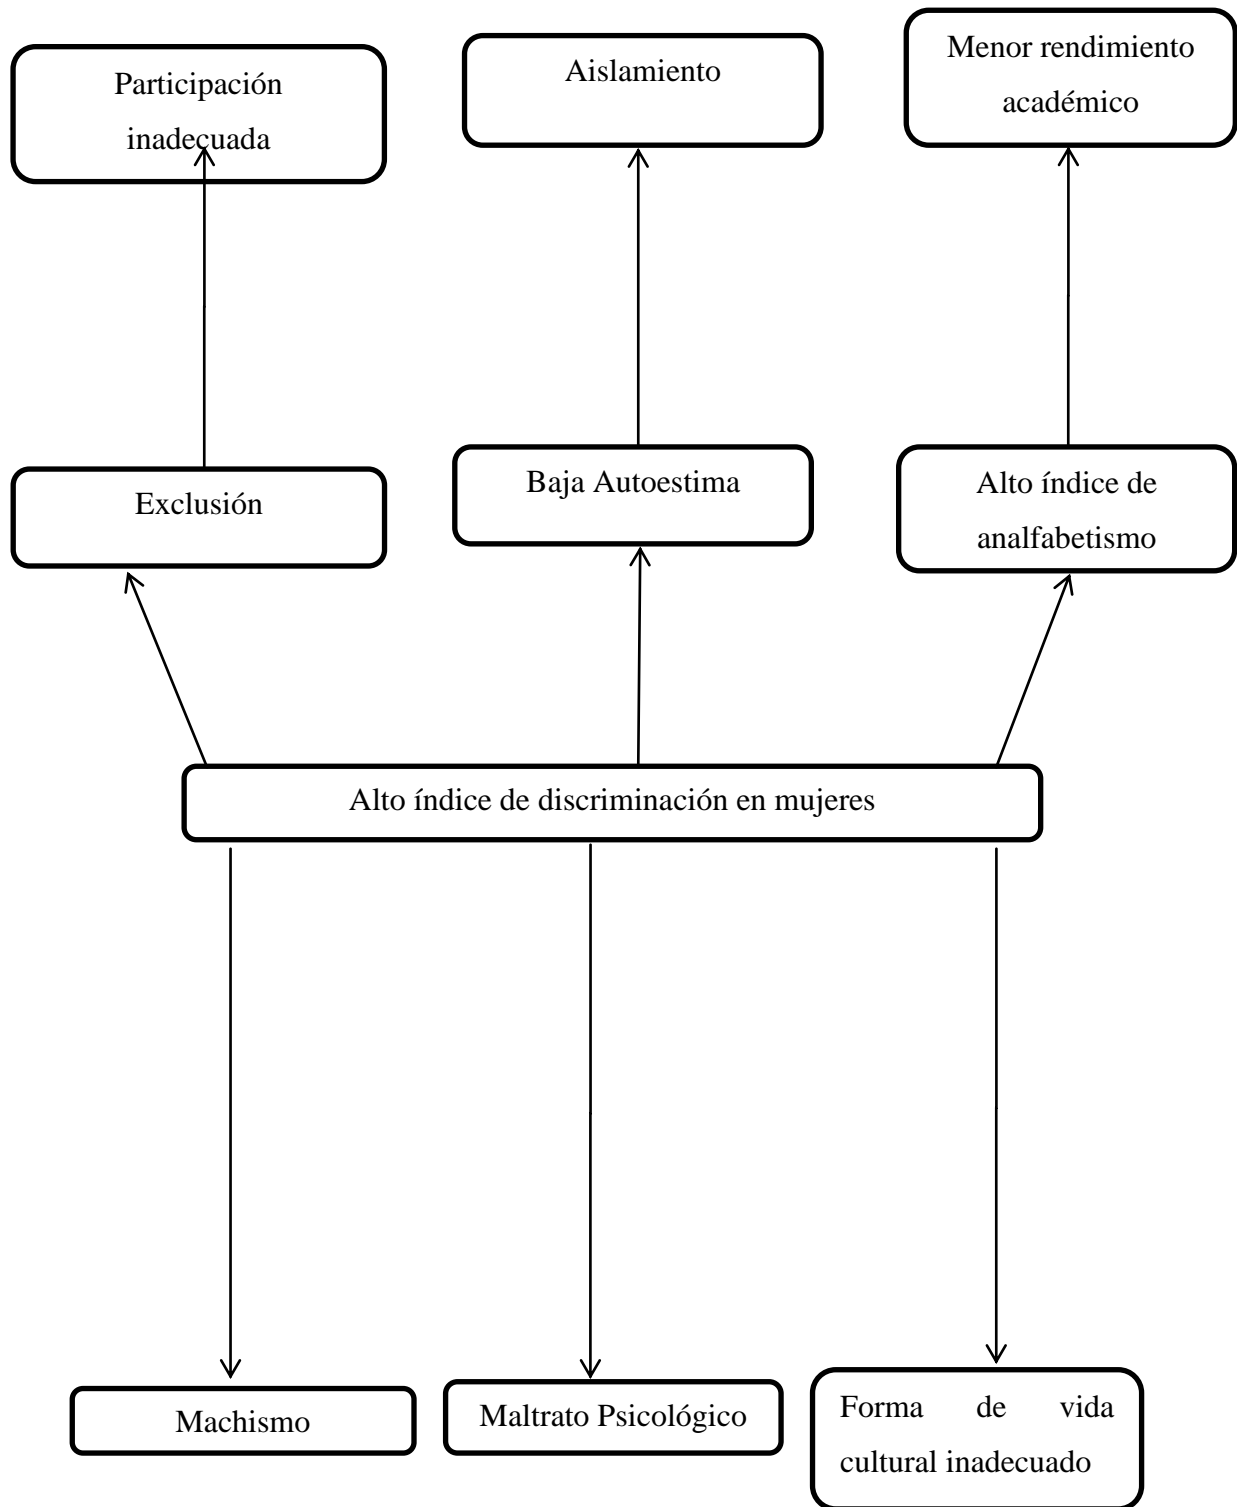 Participación
inadecuada
Aislamiento
Menor rendimiento
académico
Exclusión
Baja Autoestima
Alto índice de
analfabetismo
Alto índice de discriminación en mujeres
Machismo
Maltrato Psicológico
Forma de vida
cultural inadecuado